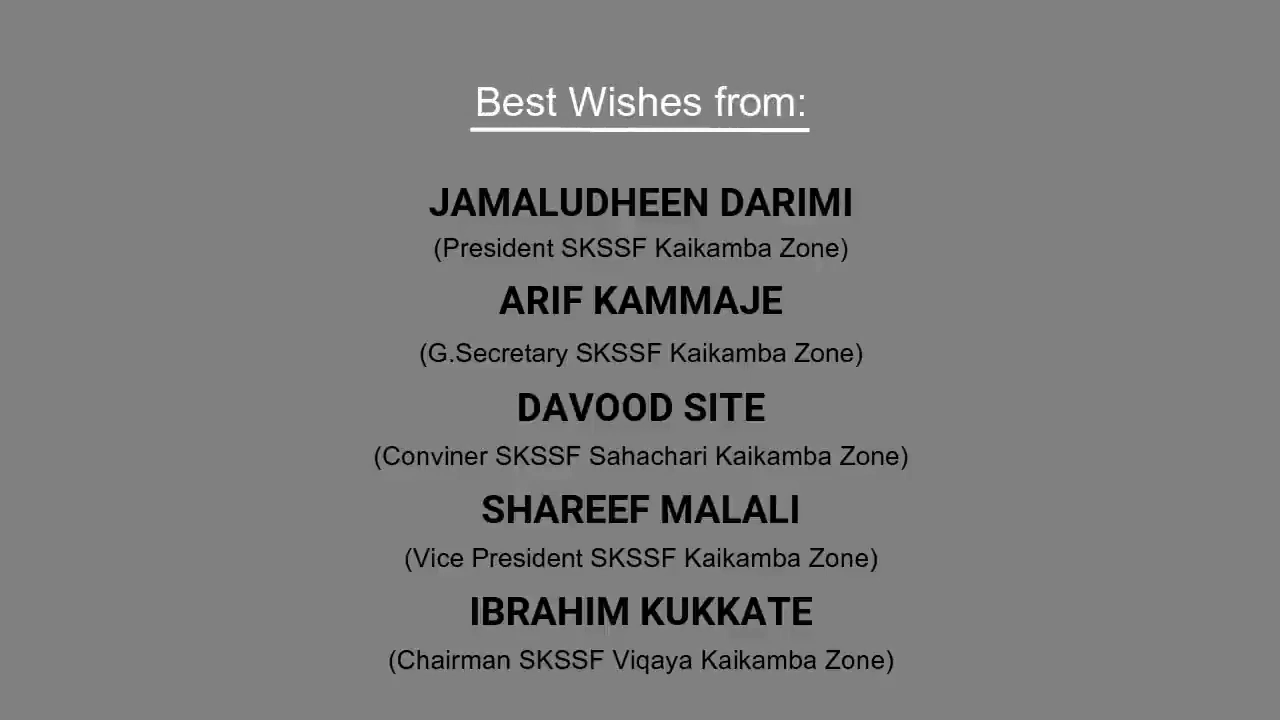 Best Wishes from:
JAMALUDHEEN DARIMI
(President SKSSF Kaikamba Zone)
ARIF KAMMAJE
(G.Secretary SKSSF Kaikamba Zone)
DAVOOD SITE
(Conviner SKSSF Sahachari Kaikamba Zone)
SHAREEF MALALI
(Vice President SKSSF Kaikamba Zone)
IBRAHIM KUKKATE
(Chairman SKSSF Viqaya Kaikamba Zone)